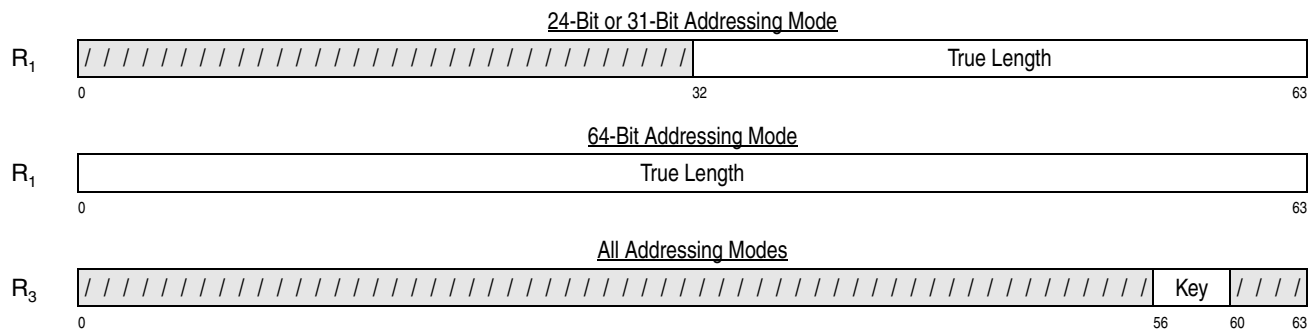 24-Bit or 31-Bit Addressing Mode
R₁ / / / / / / / / / / / / / / / / / / / / / / / / / / / / / / / / True Length
0 32 63
64-Bit Addressing Mode
R₁ True Length
0 63
All Addressing Modes
R₃ / / / / / / / / / / / / / / / / / / / / / / / / / / / / / / / / / / / / / / / / / / / / / / / / / / / / / / / / Key / / / /
0 56 60 63